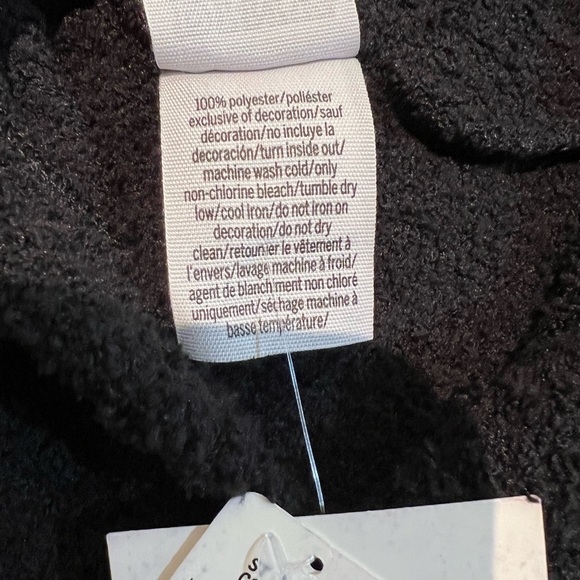 100% polyester/poliéster
exclusive of decoration/sauf
décoration/no incluye la
decoración/turn inside out/
machine wash cold/only
non-chlorine bleach/tumble dry
low/cool iron/do not iron on
decoration/do not dry
clean/retourner le vêtement à
l'envers/lavage machine à froid/
agent de blanchiment non chloré
uniquement/séchage machine à
basse température/